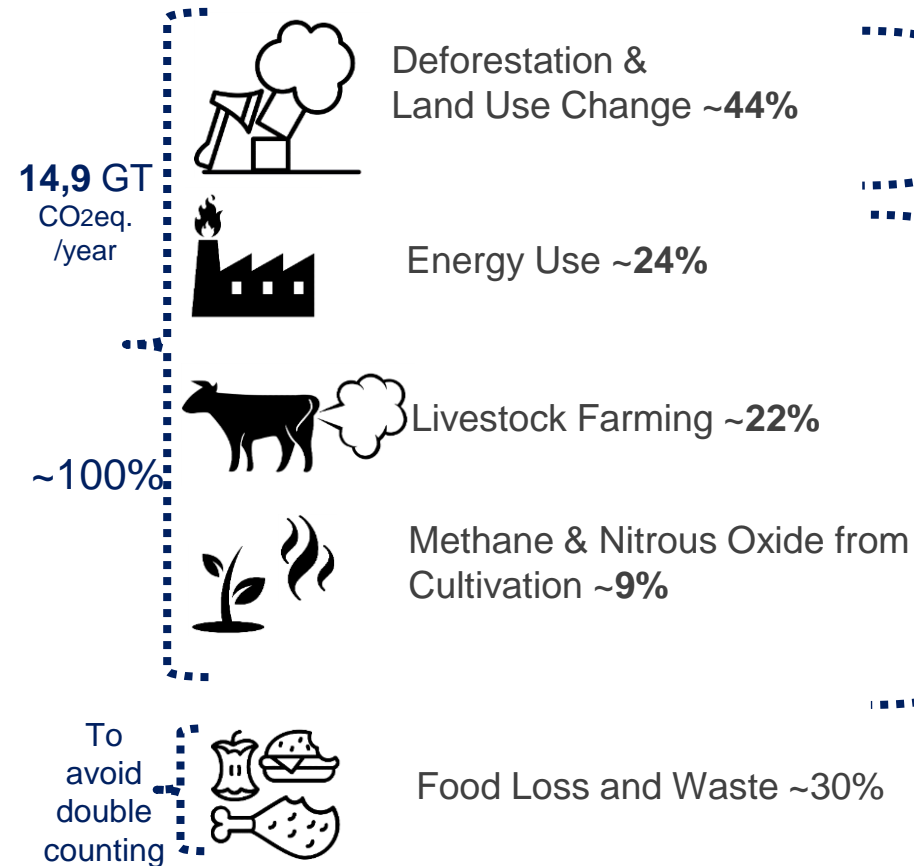 Deforestation &
Land Use Change ~44%
14,9 GT
CO2eq.
/year
Energy Use ~24%
Livestock Farming ~22%
~100%
Methane & Nitrous Oxide from
Cultivation ~9%
To
avoid
double
counting
Food Loss and Waste ~30%